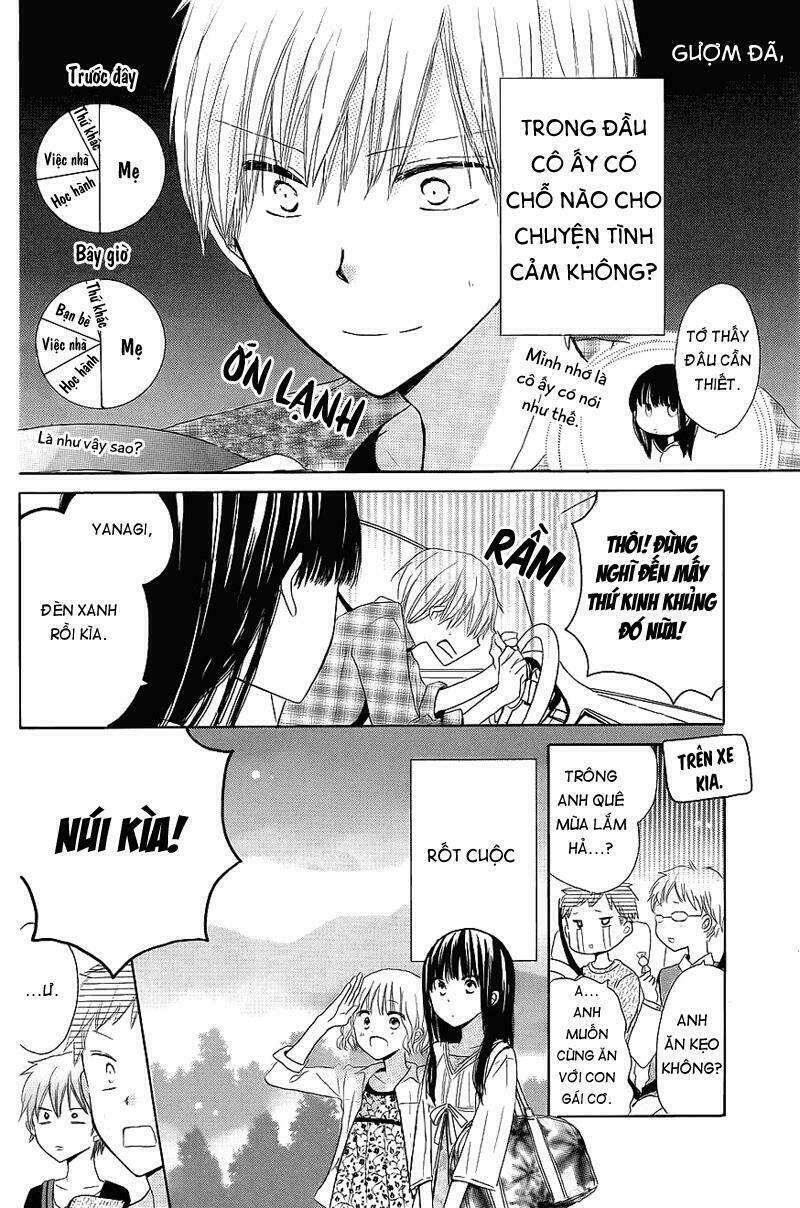 GƯỢM ĐÃ,
TRONG ĐẦU
CÔ ẤY CÓ
CHỖ NÀO CHO
CHUYỆN TÌNH
CẢM KHÔNG?
Trước đây
Thứ khác
Việc nhà
Học hành
Mẹ
Bây giờ
Thứ khác
Bạn bè
Việc nhà
Học hành
Mẹ
Là như vậy sao?
ỚN LẠNH
TỚ THẤY
ĐÂU CẦN
THIẾT.
Mình nhớ là
cô ấy có nói
như thế.
THÔI! ĐỪNG
NGHĨ ĐẾN MẤY
THỨ KINH KHỦNG
ĐÓ NỮA!
RẦM
YANAGI,
ĐÈN XANH
RỒI KÌA.
TRÊN XE
KIA.
TRÔNG
ANH QUÊ
MÙA LẮM
HẢ...?
ANH
ĂN KẸO
KHÔNG?
A...
ANH
MUỐN
CÙNG ĂN
VỚI CON
GÁI CƠ.
RỐT CUỘC
NÚI KÌA!
...Ư.